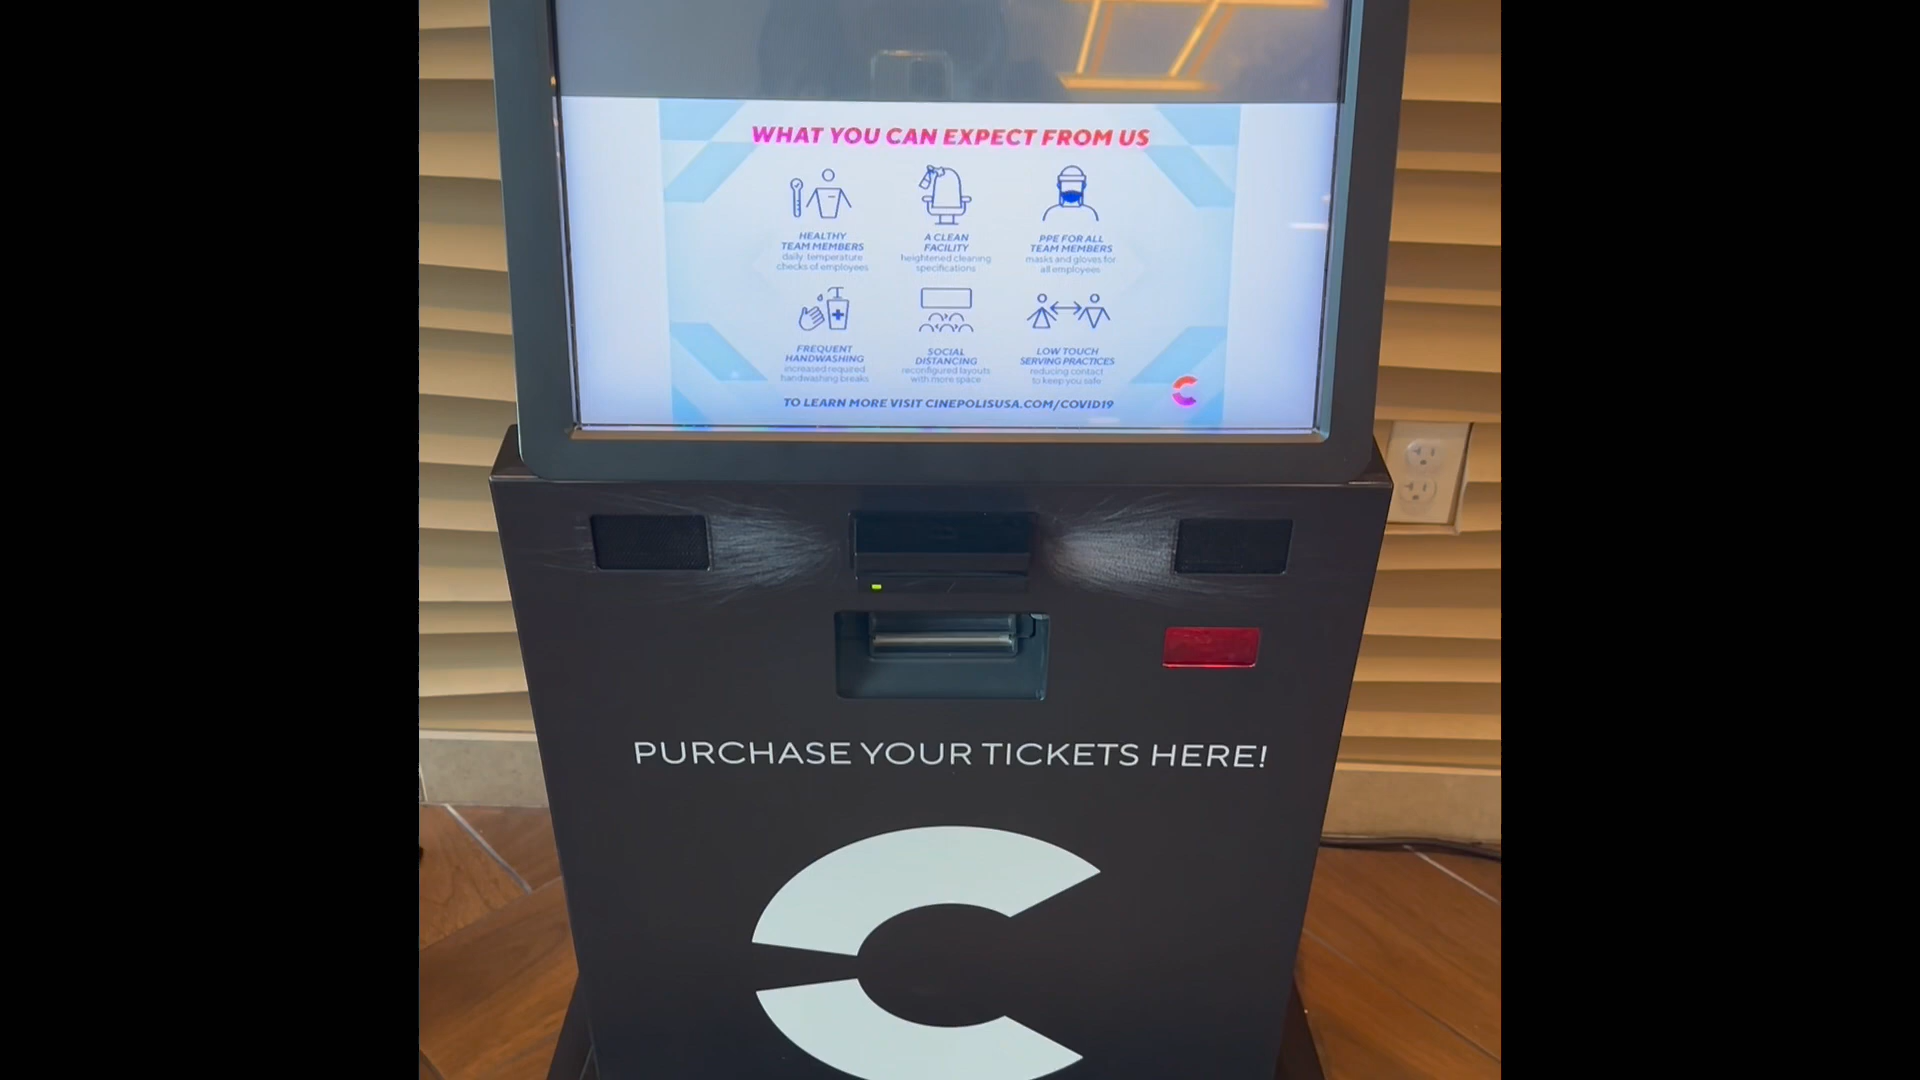 WHAT YOU CAN EXPECT FROM US
HEALTHY
TEAM MEMBERS
daily temperature
checks of employees
A CLEAN
FACILITY
heightened cleaning
specifications
PPE FOR ALL
TEAM MEMBERS
masks and gloves for
all employees
FREQUENT
HANDWASHING
increased required
handwashing breaks
SOCIAL
DISTANCING
reconfigured layouts
with more space
LOW TOUCH
SERVING PRACTICES
reducing contact
to keep you safe
TO LEARN MORE VISIT CINEPOLISUSA.COM/COVID19
PURCHASE YOUR TICKETS HERE!